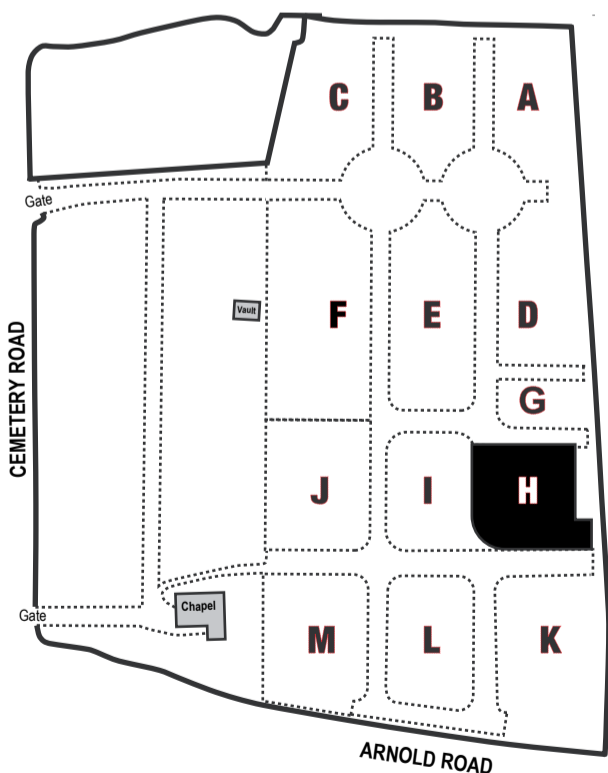 C B A
Gate
Vault
F E D
G
CEMETERY ROAD
J I H
Chapel
Gate
M L K
ARNOLD ROAD